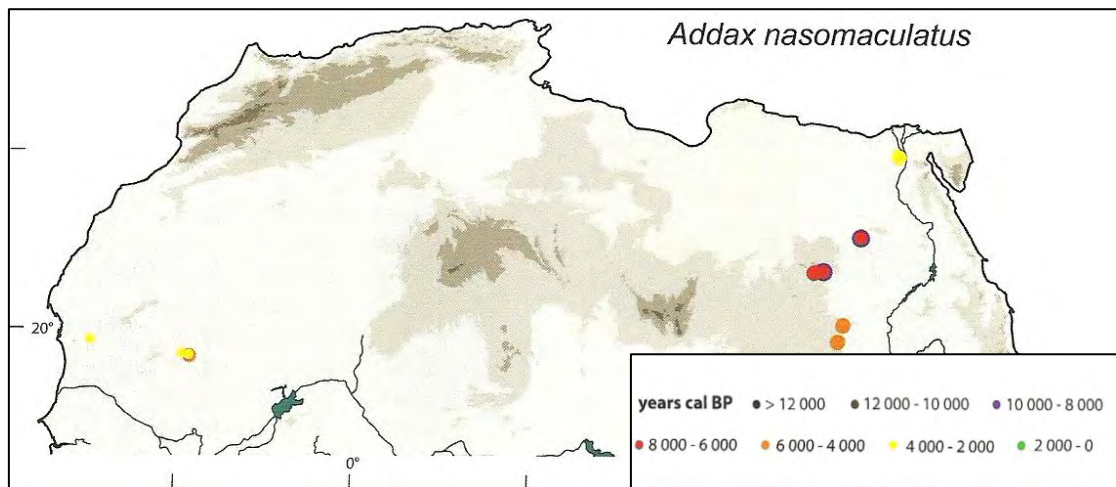 Addax nasomaculatus
20°
0°
years cal BP > 12 000 12 000 - 10 000 10 000 - 8 000
8 000 - 6 000 6 000 - 4 000 4 000 - 2 000 2 000 - 0